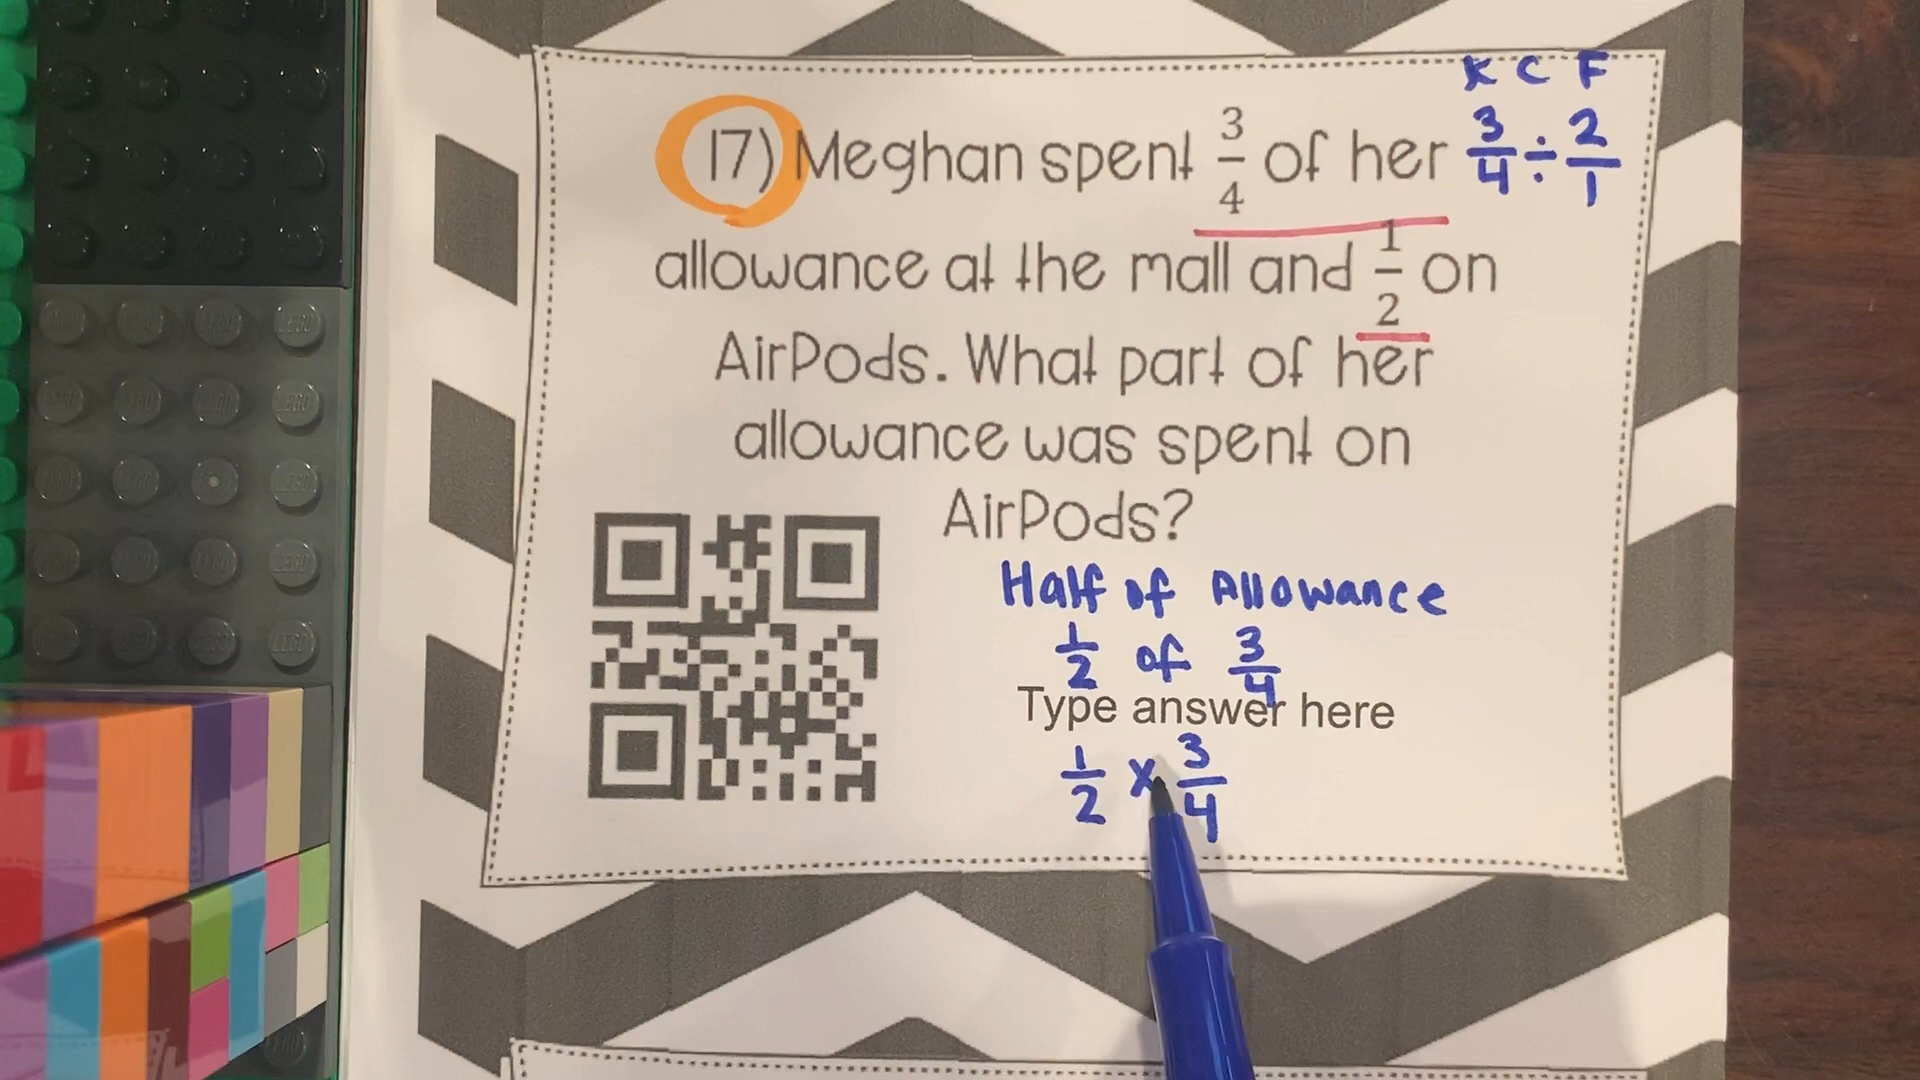 K C F
17) Meghan spent 3/4 of her 3/4 ÷ 2/1
allowance at the mall and 1/2 on
AirPods. What part of her
allowance was spent on
AirPods?
Half of Allowance
1/2 of 3/4
Type answer here
1/2 x 3/4
LEGO